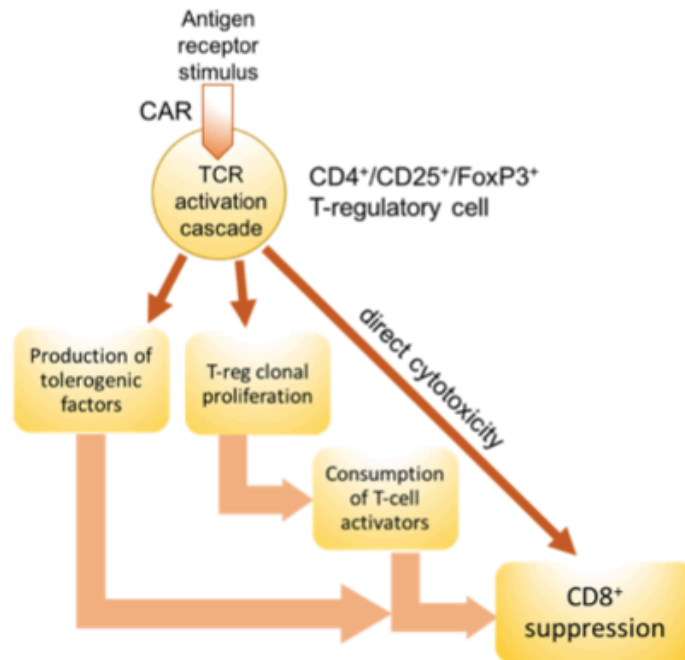 Antigen
receptor
stimulus
CAR
TCR
activation
cascade
CD4⁺/CD25⁺/FoxP3⁺
T-regulatory cell
direct cytotoxicity
Production of
tolerogenic
factors
T-reg clonal
proliferation
Consumption
of T-cell
activators
CD8⁺
suppression